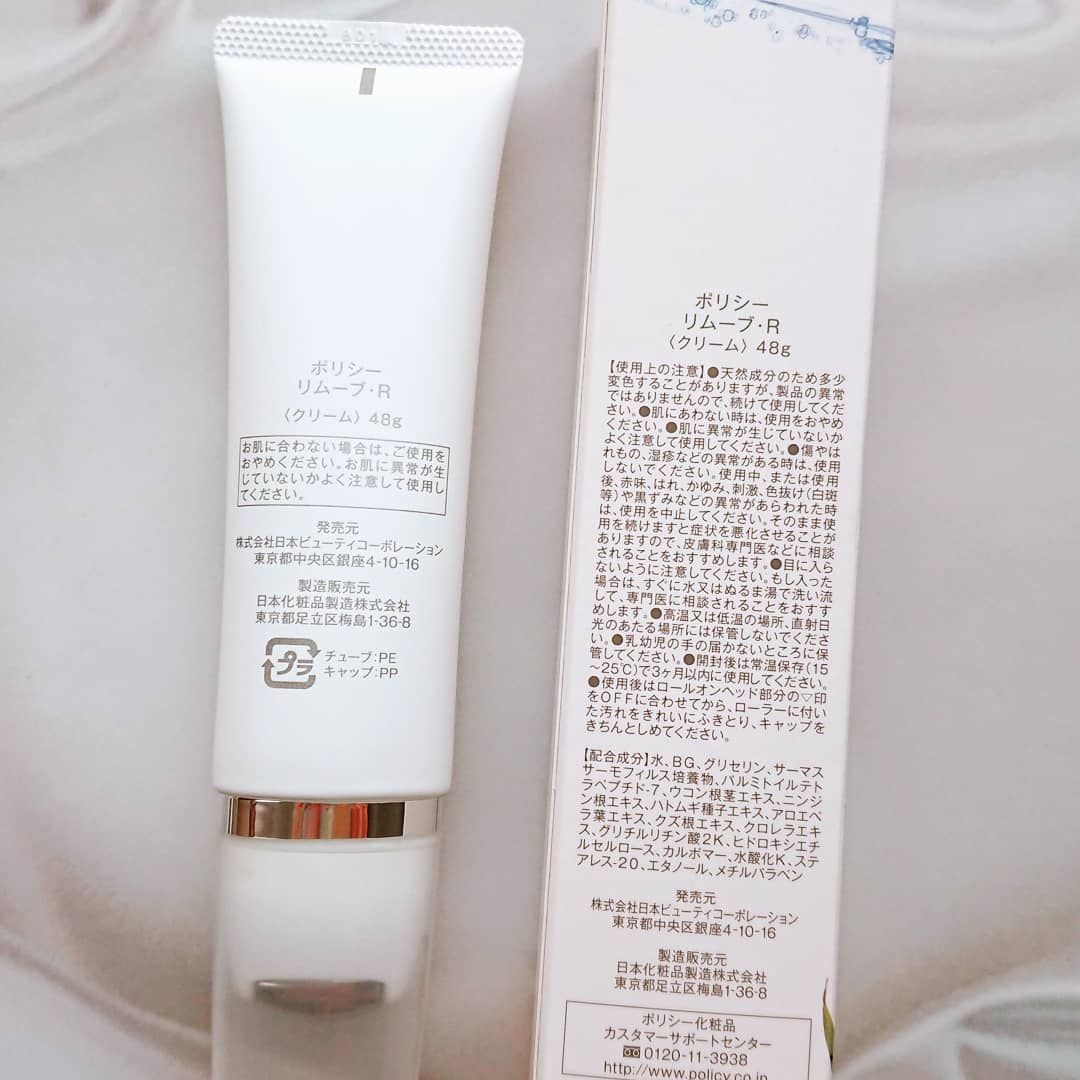 ポリシー
リムーブ・R
〈クリーム〉48g
お肌に合わない場合は、ご使用を
おやめください。お肌に異常が生
じていないかよく注意して使用し
てください。
発売元
株式会社日本ビューティコーポレーション
東京都中央区銀座4-10-16
製造販売元
日本化粧品製造株式会社
東京都足立区梅島1-36-8
プラ
チューブ:PE
キャップ:PP
ポリシー
リムーブ・R
〈クリーム〉48g
【使用上の注意】●天然成分のため多少
変色することがありますが、製品の異常
ではありませんので、続けて使用してくだ
さい。●肌にあわない時は、使用をおやめ
ください。●肌に異常が生じていないか
よく注意して使用してください。●傷やは
れもの、湿疹などの異常がある時は、使用
しないでください。使用中、または使用
後、赤味、はれ、かゆみ、刺激、色抜け(白斑
等)や黒ずみなどの異常があらわれた時
は、使用を中止してください。そのまま使
用を続けますと症状を悪化させることが
ありますので、皮膚科専門医などに相談
されることをおすすめします。●目に入ら
ないように注意してください。もし入った
場合は、すぐに水又はぬるま湯で洗い流
して、専門医に相談されることをおすす
めします。●高温又は低温の場所、直射日
光のあたる場所には保管しないでくださ
い。●乳幼児の手の届かないところに保
管してください。●開封後は常温保存(15
~25℃)で3ヶ月以内に使用してください。
●使用後はロールオンヘッド部分の▽印
をOFFに合わせてから、ローラーに付い
た汚れをきれいにふきとり、キャップを
きちんとしめてください。
【配合成分】水、BG、グリセリン、サーマス
サーモフィルス培養物、パルミトイルテト
ラペプチド-7、ウコン根茎エキス、ニンジ
ン根エキス、ハトムギ種子エキス、アロエベ
ラ葉エキス、クズ根エキス、クロレラエキ
ス、グリチルリチン酸2K、ヒドロキシエチ
ルセルロース、カルボマー、水酸化K、ステ
アレス-20、エタノール、メチルパラベン
発売元
株式会社日本ビューティコーポレーション
東京都中央区銀座4-10-16
製造販売元
日本化粧品製造株式会社
東京都足立区梅島1-36-8
ポリシー化粧品
カスタマーサポートセンター
0120-11-3938
http://www.policy.co.jp